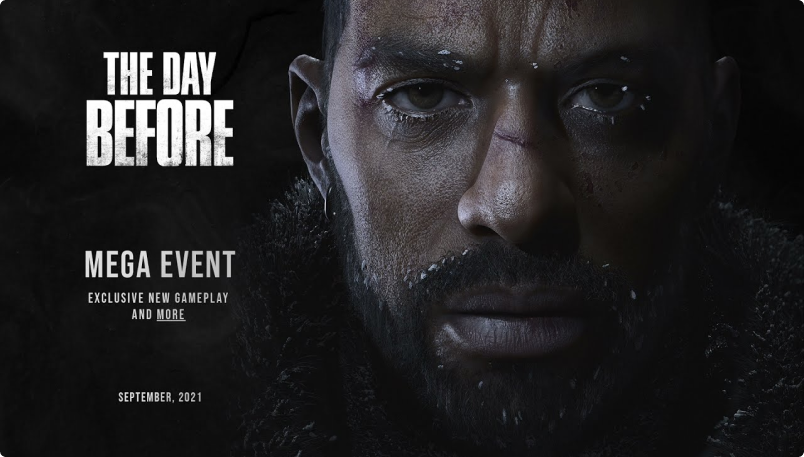 THE DAY
BEFORE
MEGA EVENT
EXCLUSIVE NEW GAMEPLAY
AND MORE
SEPTEMBER, 2021